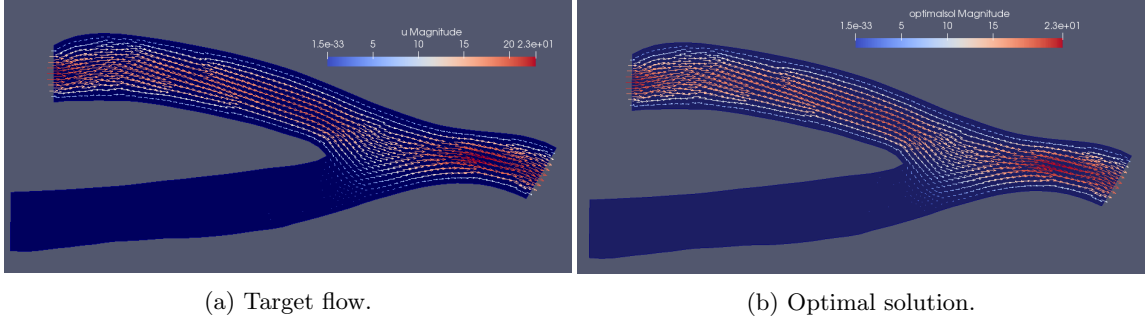 u Magnitude
1.5e-33 5 10 15 20 2.3e+01
(a) Target flow.
optimalsol Magnitude
1.5e-33 5 10 15 2.3e+01
(b) Optimal solution.